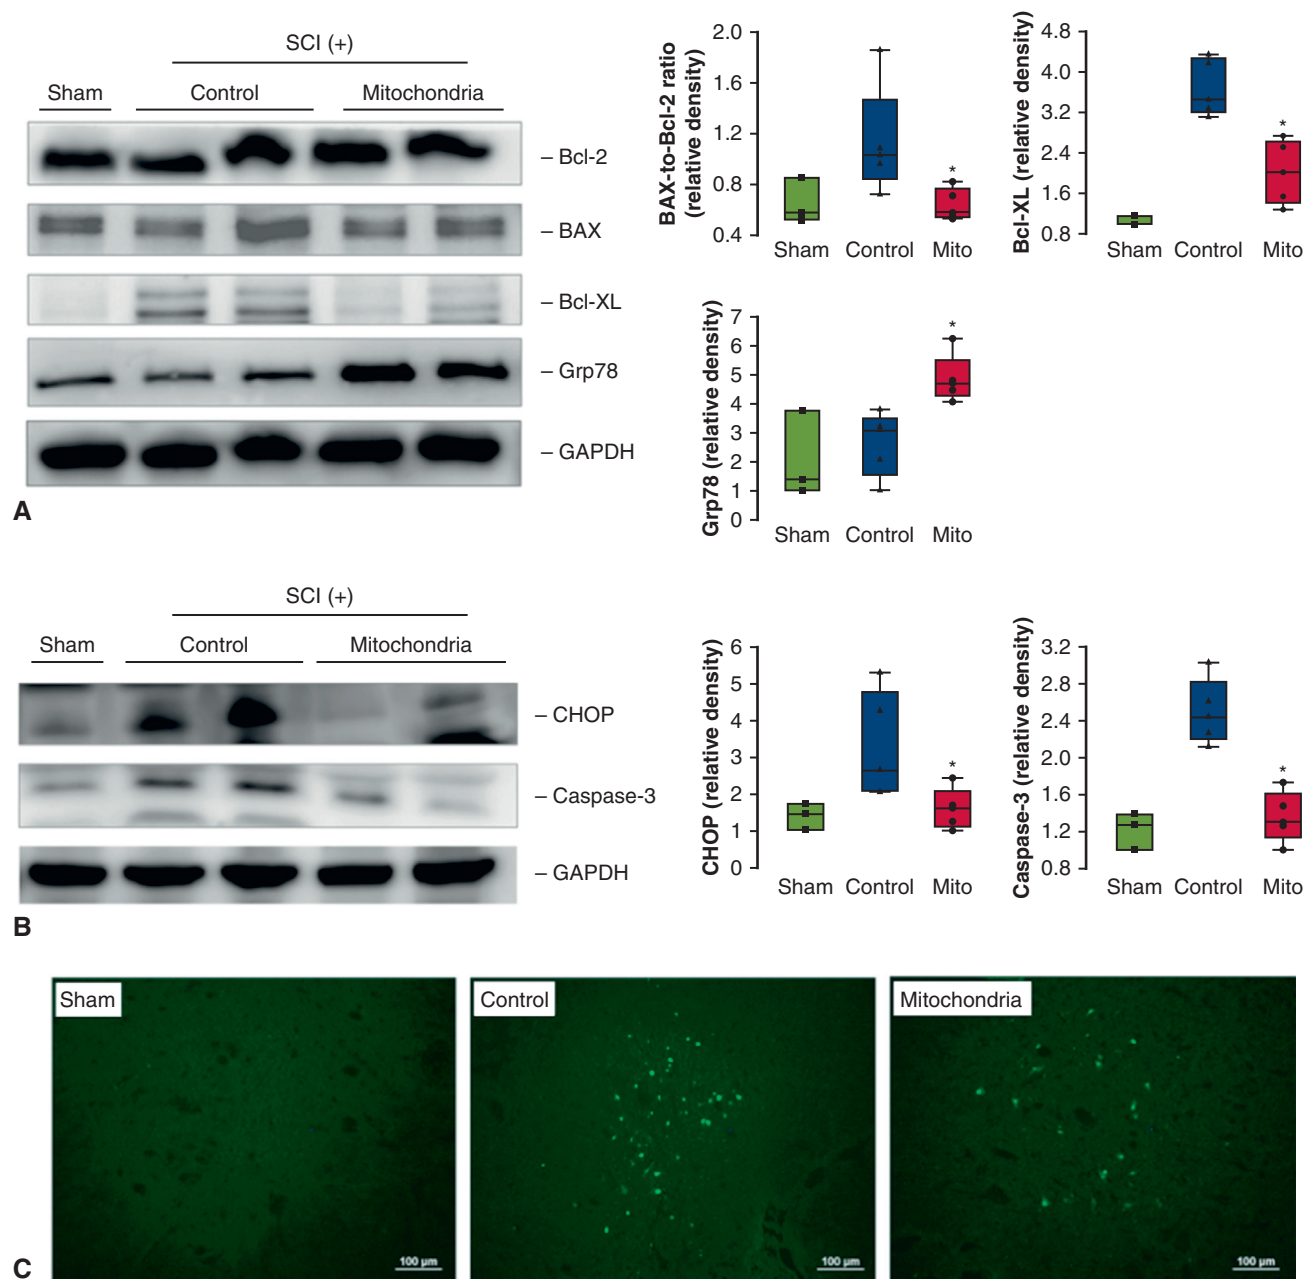 SCI (+)
Sham
Control
Mitochondria
– Bcl-2
– BAX
– Bcl-XL
– Grp78
– GAPDH
A
BAX-to-Bcl-2 ratio
(relative density)
2.0
1.6
1.2
0.8
0.4
*
Sham
Control
Mito
Bcl-XL (relative density)
4.8
4.0
3.2
2.4
1.6
0.8
*
Sham
Control
Mito
Grp78 (relative density)
7
6
5
4
3
2
1
0
*
Sham
Control
Mito
SCI (+)
Sham
Control
Mitochondria
– CHOP
– Caspase-3
– GAPDH
B
CHOP (relative density)
6
5
4
3
2
1
0
*
Sham
Control
Mito
Caspase-3 (relative density)
3.2
2.8
2.4
2.0
1.6
1.2
0.8
*
Sham
Control
Mito
Sham
100 µm
Control
100 µm
Mitochondria
100 µm
C